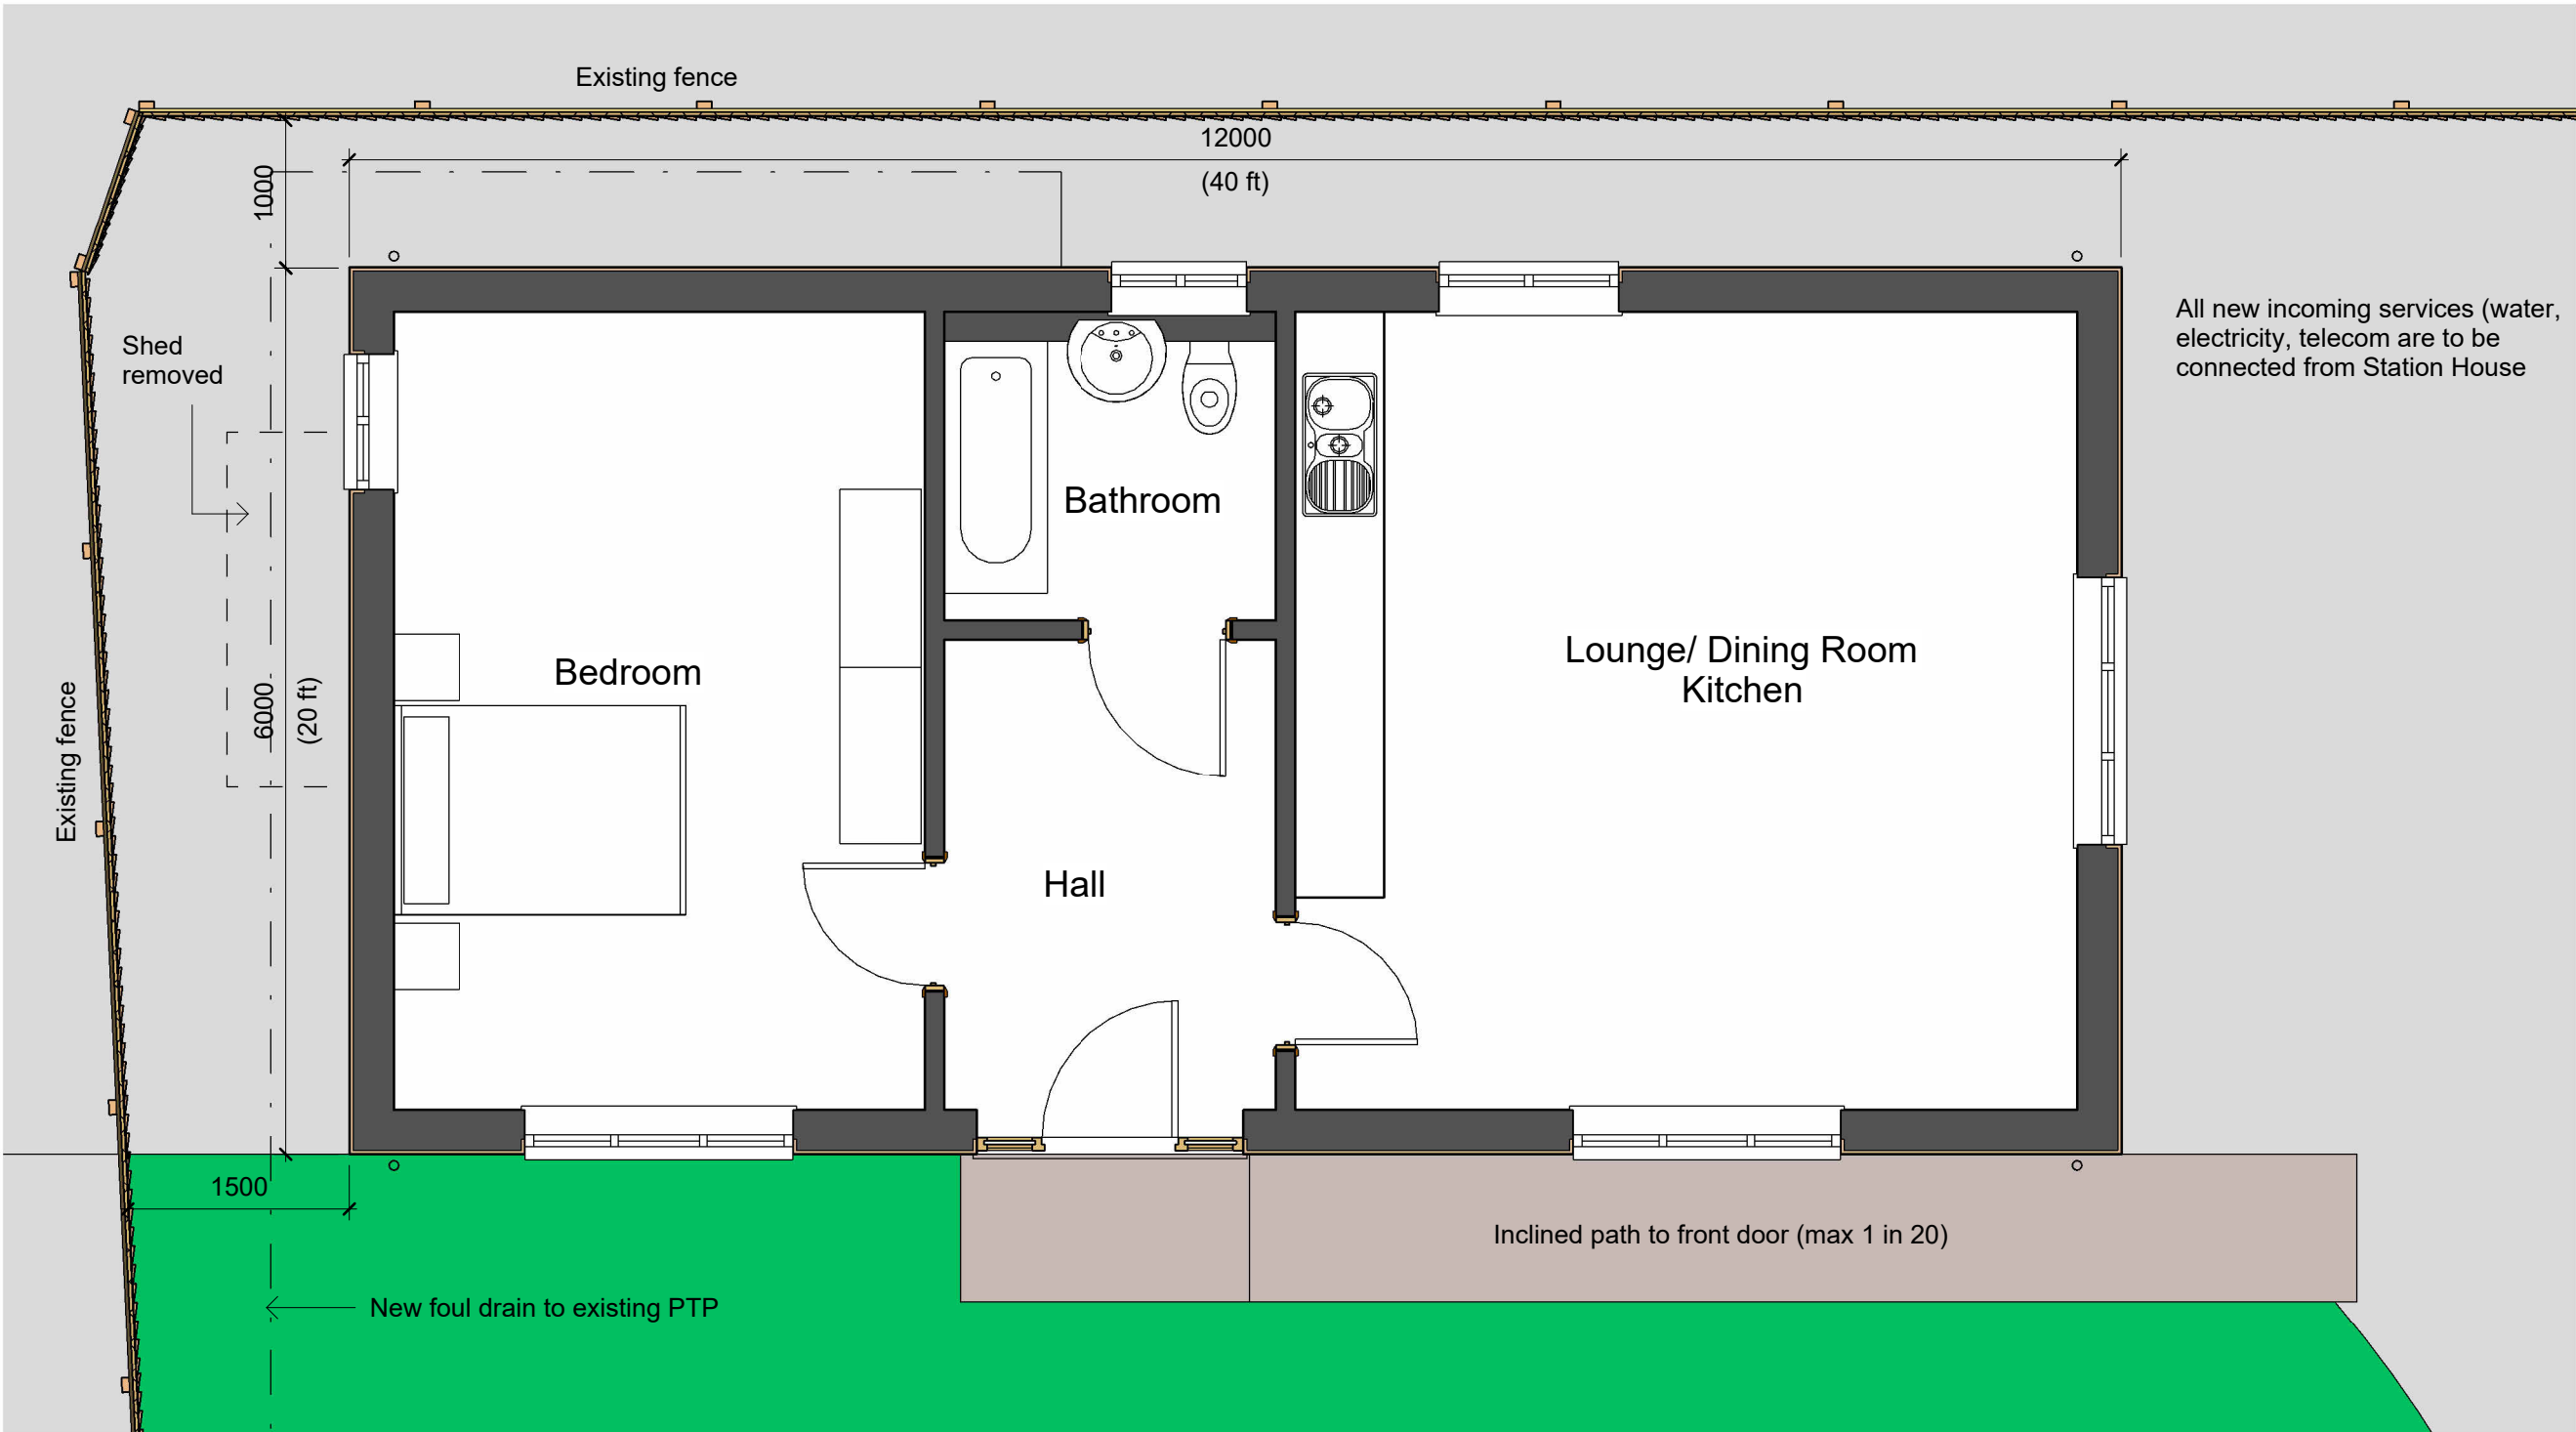 Existing fence
12000
(40 ft)
1000
All new incoming services (water,
electricity, telecom are to be
connected from Station House
Shed
removed
Bathroom
Lounge/ Dining Room
Kitchen
Bedroom
6000
(20 ft)
Existing fence
Hall
1500
Inclined path to front door (max 1 in 20)
New foul drain to existing PTP